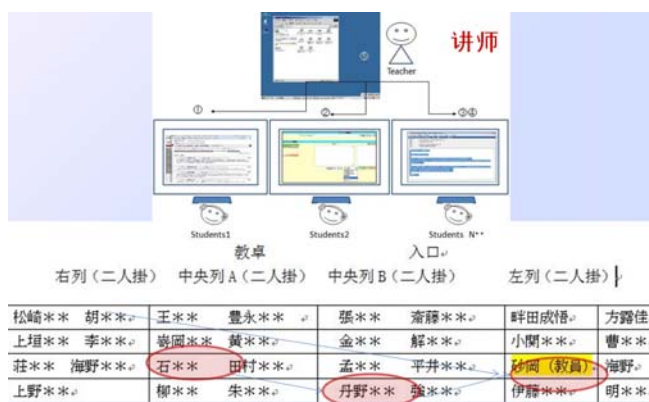 讲师
Teacher
①
① ② ③④
Students1 Students2 Students N**
教卓 入口
右列（二人掛） 中央列A（二人掛） 中央列B（二人掛） 左列（二人掛）
松崎** 胡** 王** 豊永** 張** 斎藤** 畔田成悟 方露佳
上垣** 李** 嵜岡** 黄** 金** 解** 小関** 曹**
荘** 海野** 石** 田村** 孟** 平井** 砂岡（教員） 海野
上野** 柳** 朱** 丹野** 強** 伊藤** 明**